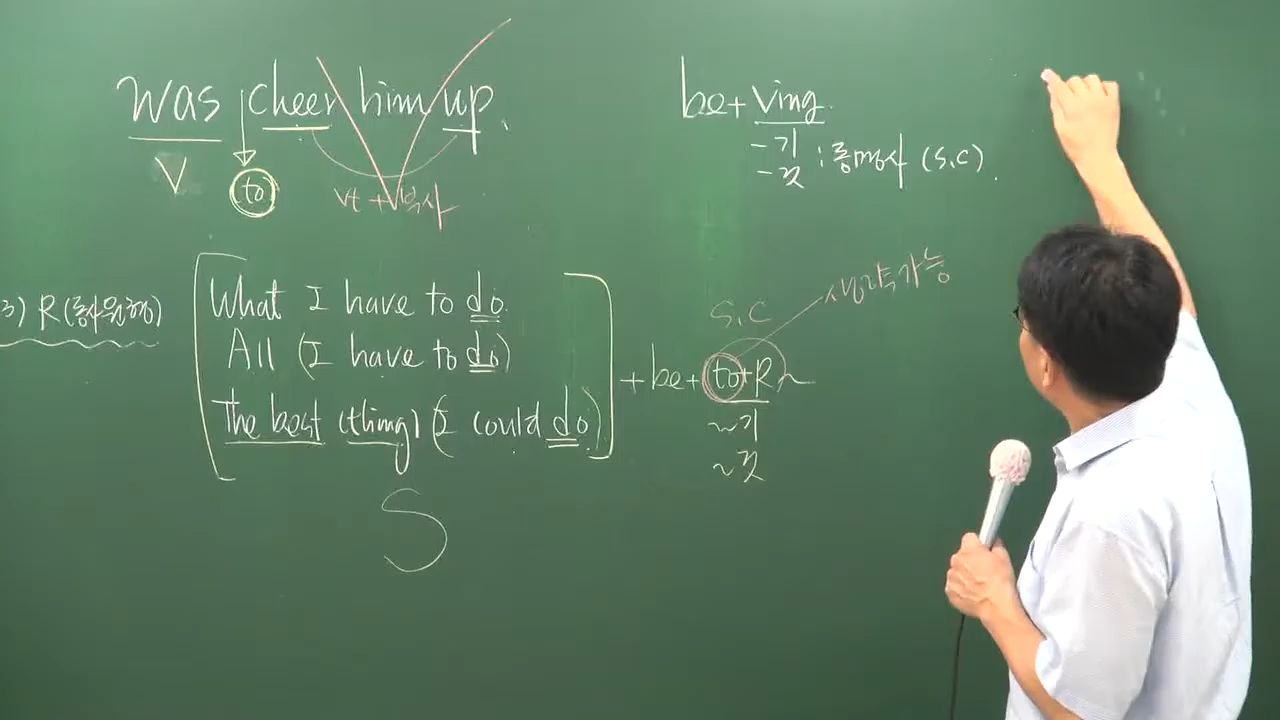 was cheer him up.
V
to
vt + 부사
be + Ving.
- 기
- 것 : 동명사 (S.C).
3) R (동사원형)
What I have to do.
All (I have to do)
The best (thing) (I could do)
S
+ be + to + R ~
S.C
생략가능
~ 기
~ 것